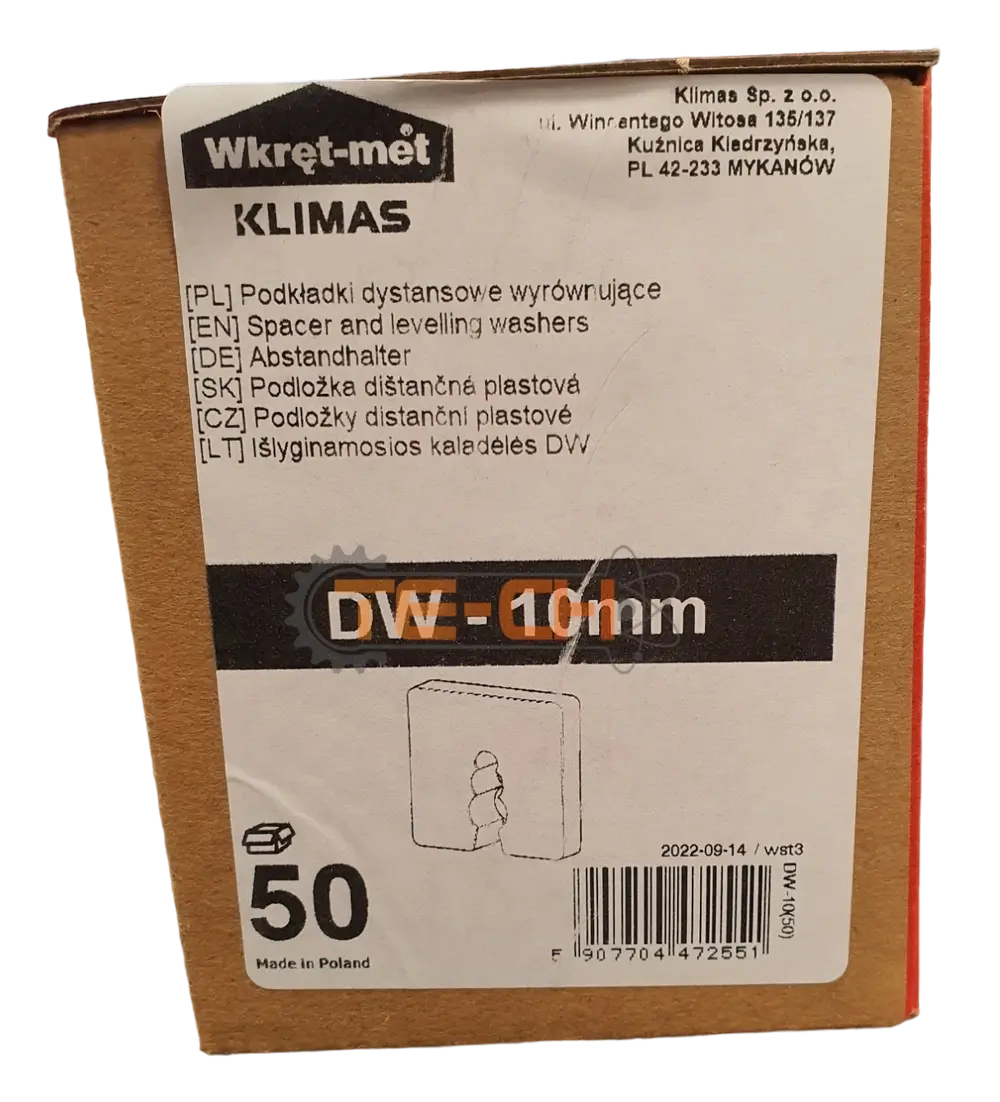 Wkręt-met®
KLIMAS
Klimas Sp. z o.o.
ul. Wincentego Witosa 135/137
Kuźnica Kiedrzyńska,
PL 42-233 MYKANÓW
[PL] Podkładki dystansowe wyrównujące
[EN] Spacer and levelling washers
[DE] Abstandhalter
[SK] Podložka dištančná plastová
[CZ] Podložky distanční plastové
[LT] Išlyginamosios kaladėlės DW
TE-CH
DW - 10mm
50
Made in Poland
2022-09-14 / wst3
DW-10(50)
5 907704 472551